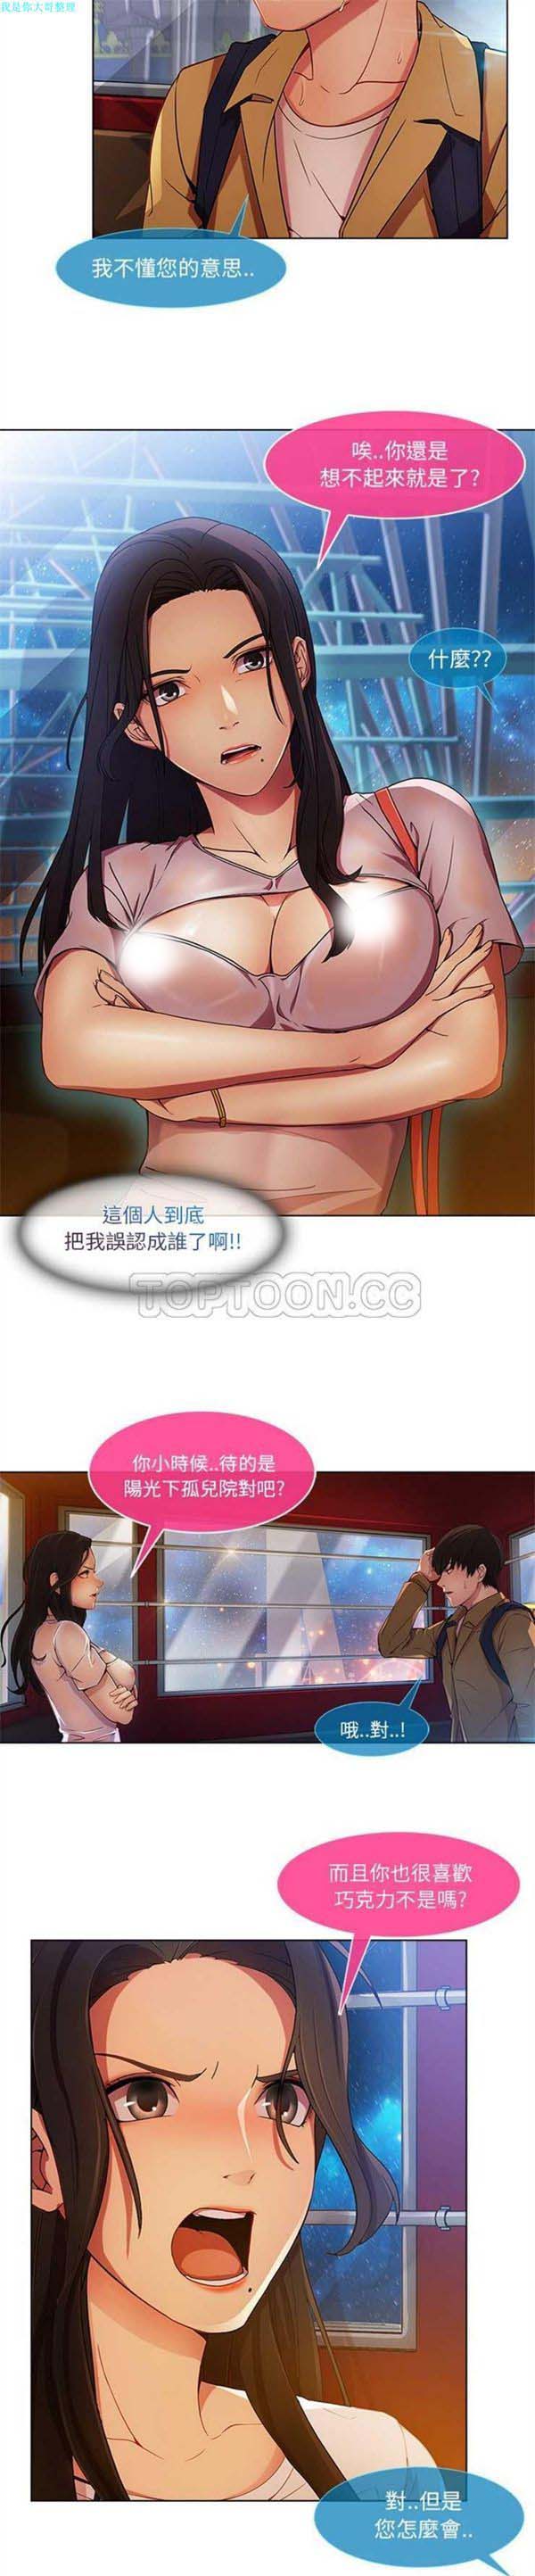 我是你大哥整理
我不懂您的意思..
唉..你還是
想不起來就是了?
什麼??
這個人到底
把我誤認成誰了啊!!
TOPTOON.CC
你小時候..待的是
陽光下孤兒院對吧?
哦..對..!
而且你也很喜歡
巧克力不是嗎?
對..但是
您怎麼會..